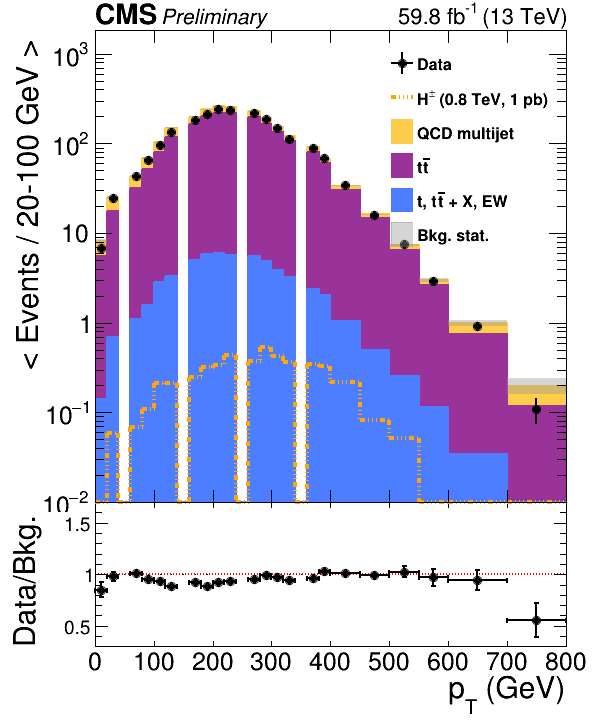 CMS Preliminary 59.8 fb⁻¹ (13 TeV)
< Events / 20-100 GeV >
10³
10²
10
1
10⁻¹
10⁻²
Data
H± (0.8 TeV, 1 pb)
QCD multijet
tt̅
t, tt̅ + X, EW
Bkg. stat.
Data/Bkg.
1.5
1
0.5
0 100 200 300 400 500 600 700 800
p_T (GeV)